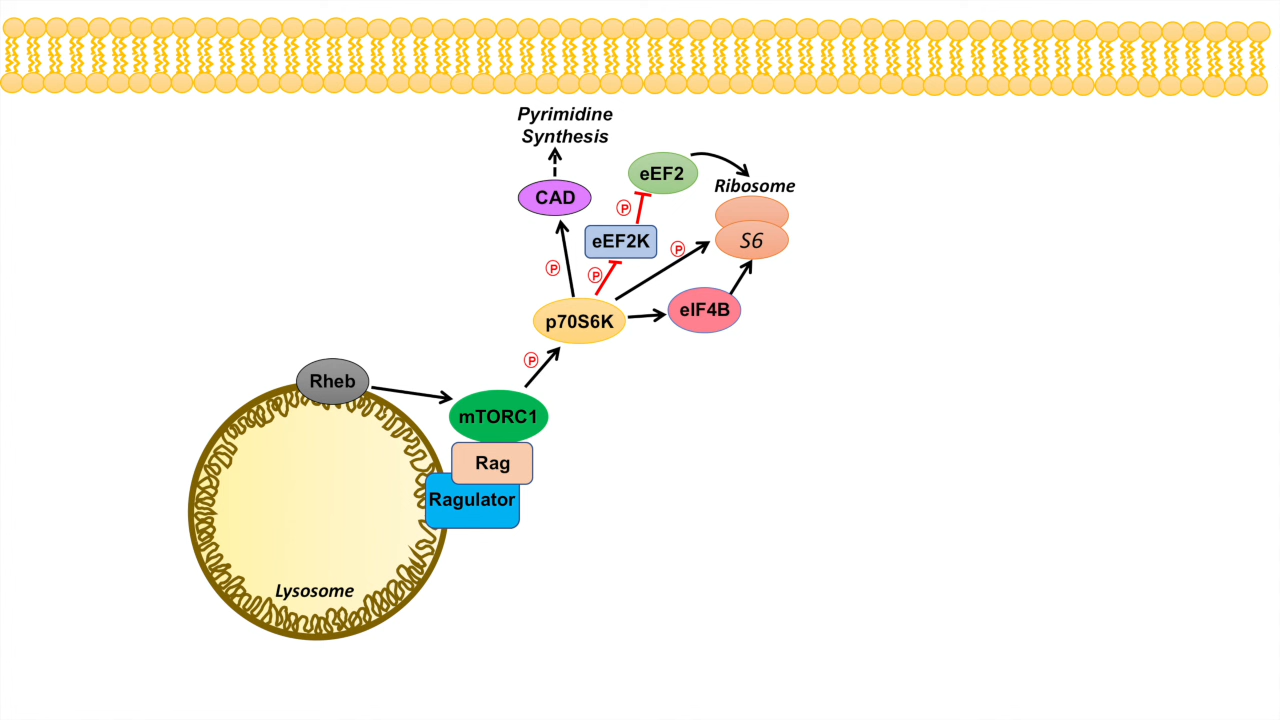 Pyrimidine
Synthesis
eEF2
CAD
Ribosome
P
eEF2K
S6
P
P
P
eIF4B
p70S6K
P
Rheb
mTORC1
Rag
Ragulator
Lysosome